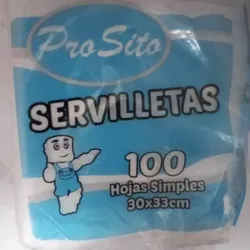 ProSito
SERVILLETAS
100
Hojas Simples
30x33cm